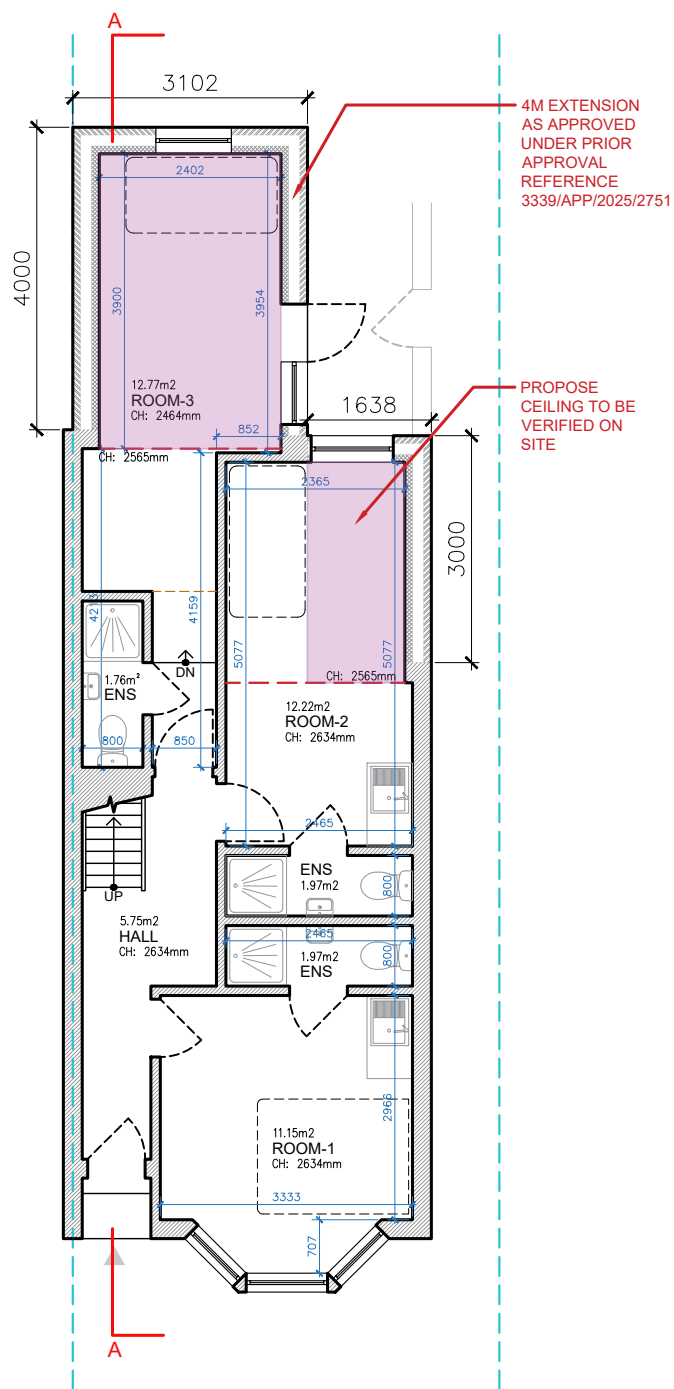 A
3102
4M EXTENSION
AS APPROVED
UNDER PRIOR
APPROVAL
REFERENCE
3339/APP/2025/2751
2402
4000
3900
3954
12.77m2
ROOM-3
CH: 2464mm
852
1638
PROPOSE
CEILING TO BE
VERIFIED ON
SITE
CH: 2565mm
2365
3000
4213
4159
5077
5077
DN
1.76m²
ENS
CH: 2565mm
12.22m2
ROOM-2
CH: 2634mm
800
850
2465
UP
ENS
1.97m2
800
5.75m2
HALL
CH: 2634mm
2465
1.97m2
ENS
800
2966
11.15m2
ROOM-1
CH: 2634mm
3333
707
A